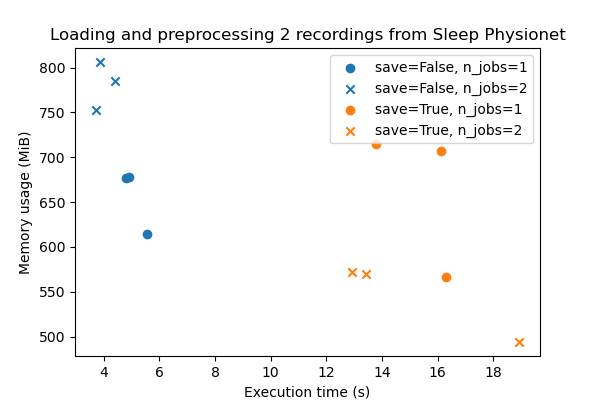 Loading and preprocessing 2 recordings from Sleep Physionet
save=False, n_jobs=1
save=False, n_jobs=2
save=True, n_jobs=1
save=True, n_jobs=2
Memory usage (MiB)
800
750
700
650
600
550
500
4 6 8 10 12 14 16 18
Execution time (s)